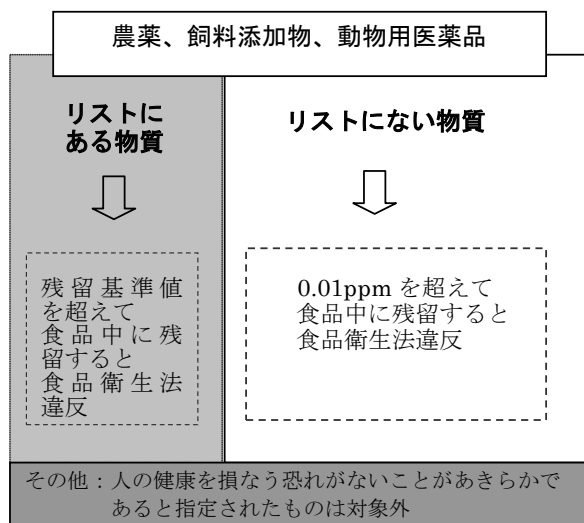 農薬、飼料添加物、動物用医薬品
リストに
ある物質
リストにない物質
残留基準値
を超えて
食品中に残
留すると
食品衛生法
違反
0.01ppm を超えて
食品中に残留すると
食品衛生法違反
その他：人の健康を損なう恐れがないことがあきらかで
あると指定されたものは対象外